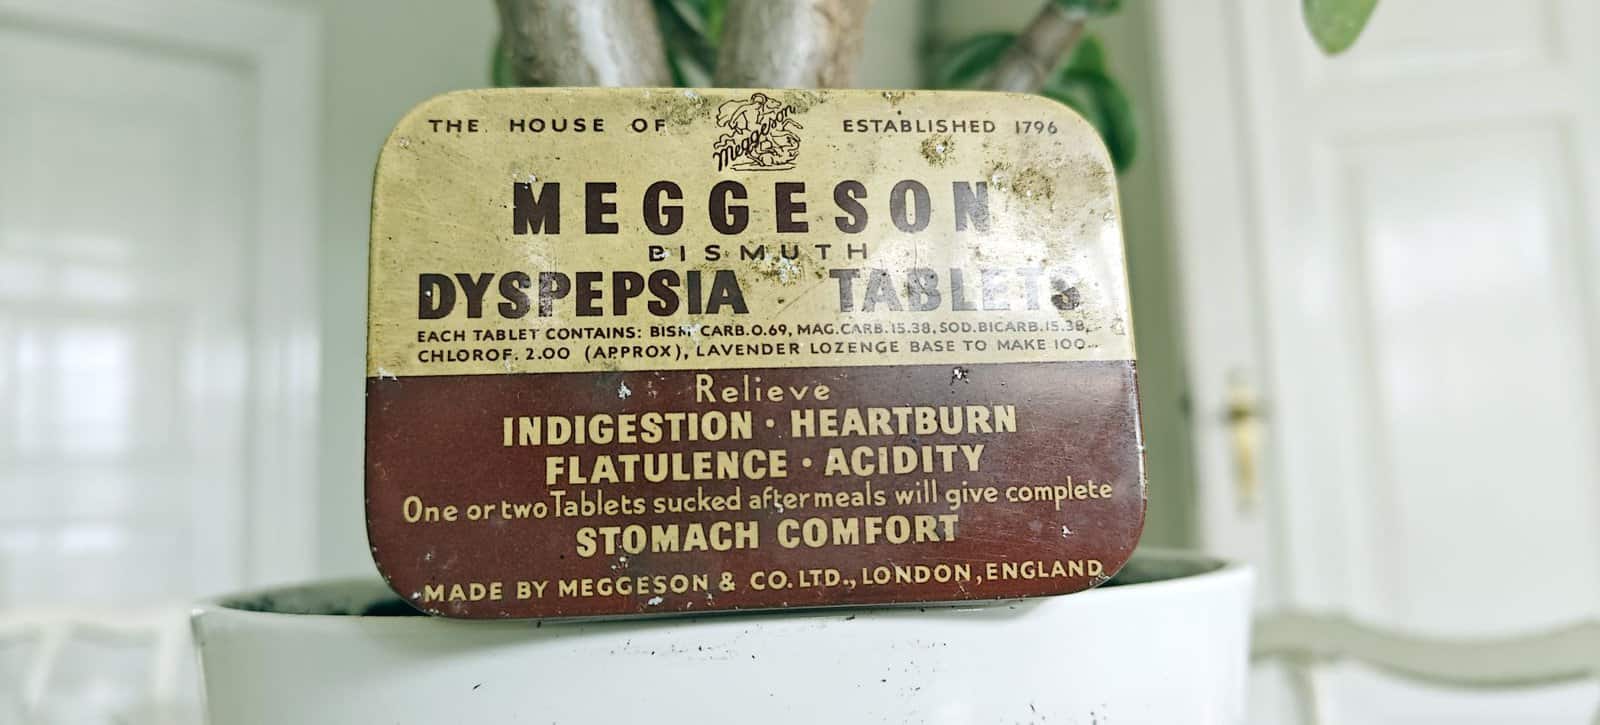 THE HOUSE OF Meggeson ESTABLISHED 1796
MEGGESON
BISMUTH
DYSPEPSIA TABLETS
EACH TABLET CONTAINS: BISM. CARB.0.69, MAG.CARB.15.38, SOD.BICARB.15.38,
CHLOROF. 2.00 (APPROX), LAVENDER LOZENGE BASE TO MAKE 100
Relieve
INDIGESTION · HEARTBURN
FLATULENCE · ACIDITY
One or two Tablets sucked after meals will give complete
STOMACH COMFORT
MADE BY MEGGESON & CO. LTD., LONDON, ENGLAND